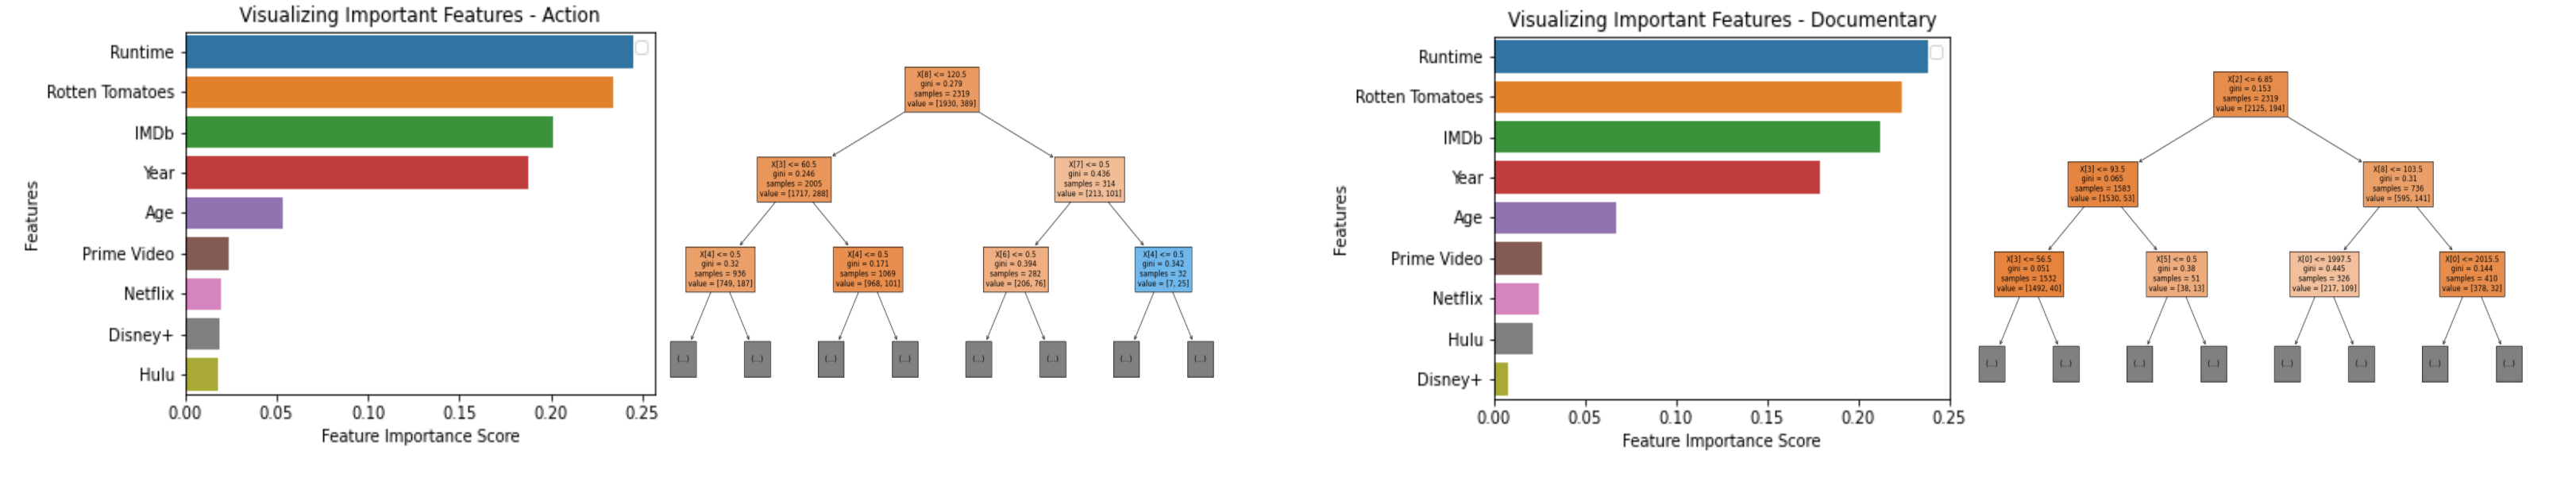 Visualizing Important Features - Action
Features
Runtime
Rotten Tomatoes
IMDb
Year
Age
Prime Video
Netflix
Disney+
Hulu
0.00 0.05 0.10 0.15 0.20 0.25
Feature Importance Score
X[8] <= 120.5
gini = 0.279
samples = 2319
value = [1930, 389]
X[3] <= 60.5
gini = 0.246
samples = 2005
value = [1717, 288]
X[7] <= 0.5
gini = 0.436
samples = 314
value = [213, 101]
X[4] <= 0.5
gini = 0.32
samples = 936
value = [749, 187]
X[4] <= 0.5
gini = 0.171
samples = 1069
value = [968, 101]
X[6] <= 0.5
gini = 0.394
samples = 282
value = [206, 76]
X[4] <= 0.5
gini = 0.342
samples = 32
value = [7, 25]
(...) (...) (...) (...) (...) (...) (...) (...)
Visualizing Important Features - Documentary
Features
Runtime
Rotten Tomatoes
IMDb
Year
Age
Prime Video
Netflix
Hulu
Disney+
0.00 0.05 0.10 0.15 0.20 0.25
Feature Importance Score
X[2] <= 6.85
gini = 0.153
samples = 2319
value = [2125, 194]
X[3] <= 93.5
gini = 0.065
samples = 1583
value = [1530, 53]
X[8] <= 103.5
gini = 0.31
samples = 736
value = [595, 141]
X[3] <= 56.5
gini = 0.051
samples = 1532
value = [1492, 40]
X[5] <= 0.5
gini = 0.38
samples = 51
value = [38, 13]
X[0] <= 1997.5
gini = 0.445
samples = 326
value = [217, 109]
X[0] <= 2015.5
gini = 0.144
samples = 410
value = [378, 32]
(...) (...) (...) (...) (...) (...) (...) (...)